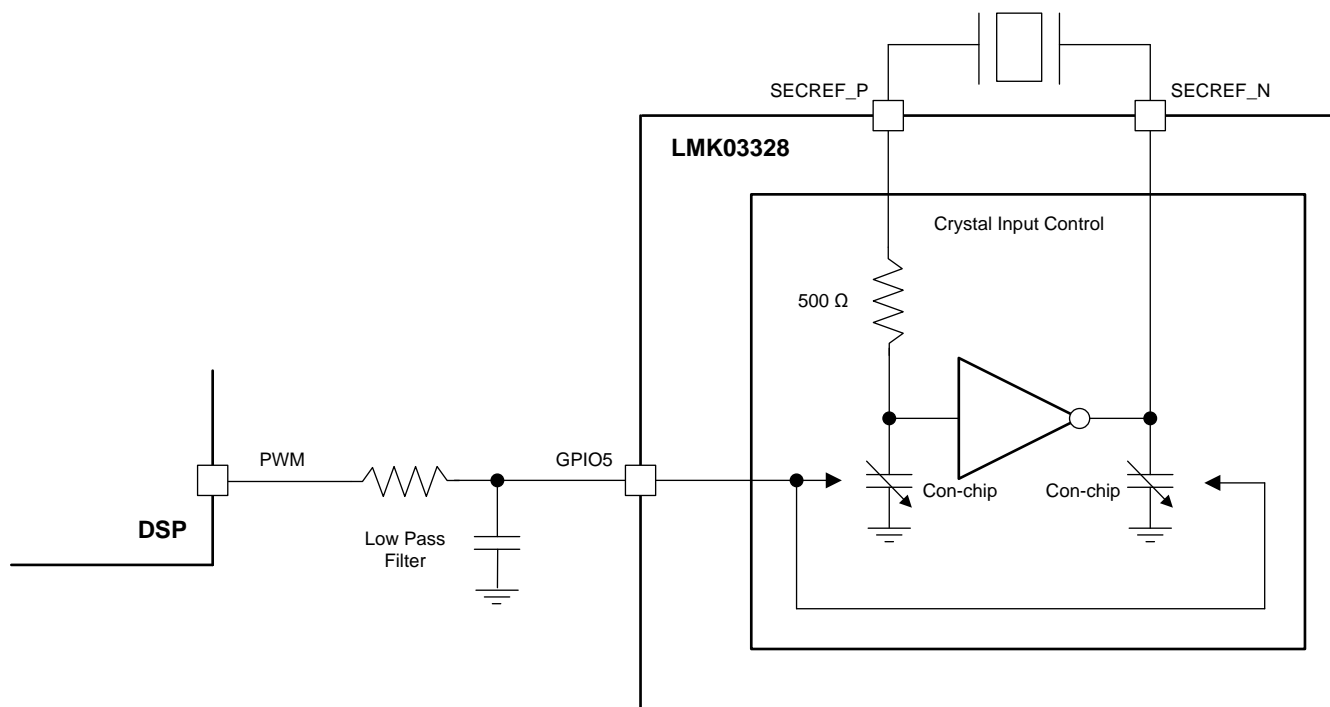 SECREF_P
SECREF_N
LMK03328
Crystal Input Control
500 Ω
PWM
GPIO5
Con-chip
Con-chip
DSP
Low Pass
Filter